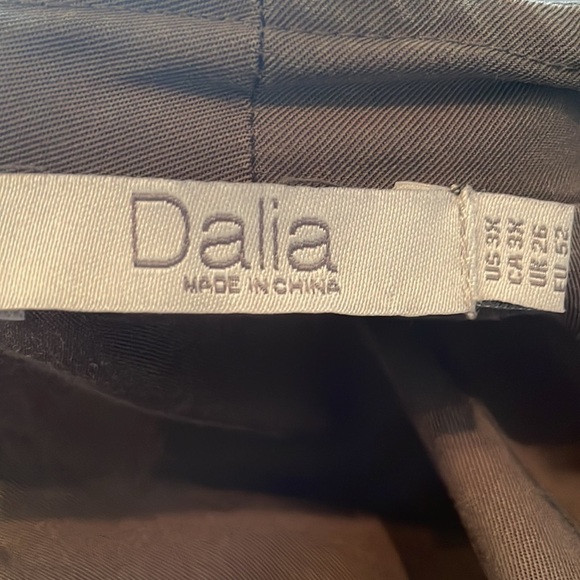 Dalia
MADE IN CHINA
US 3X
CA 3X
UK 26
EU 52